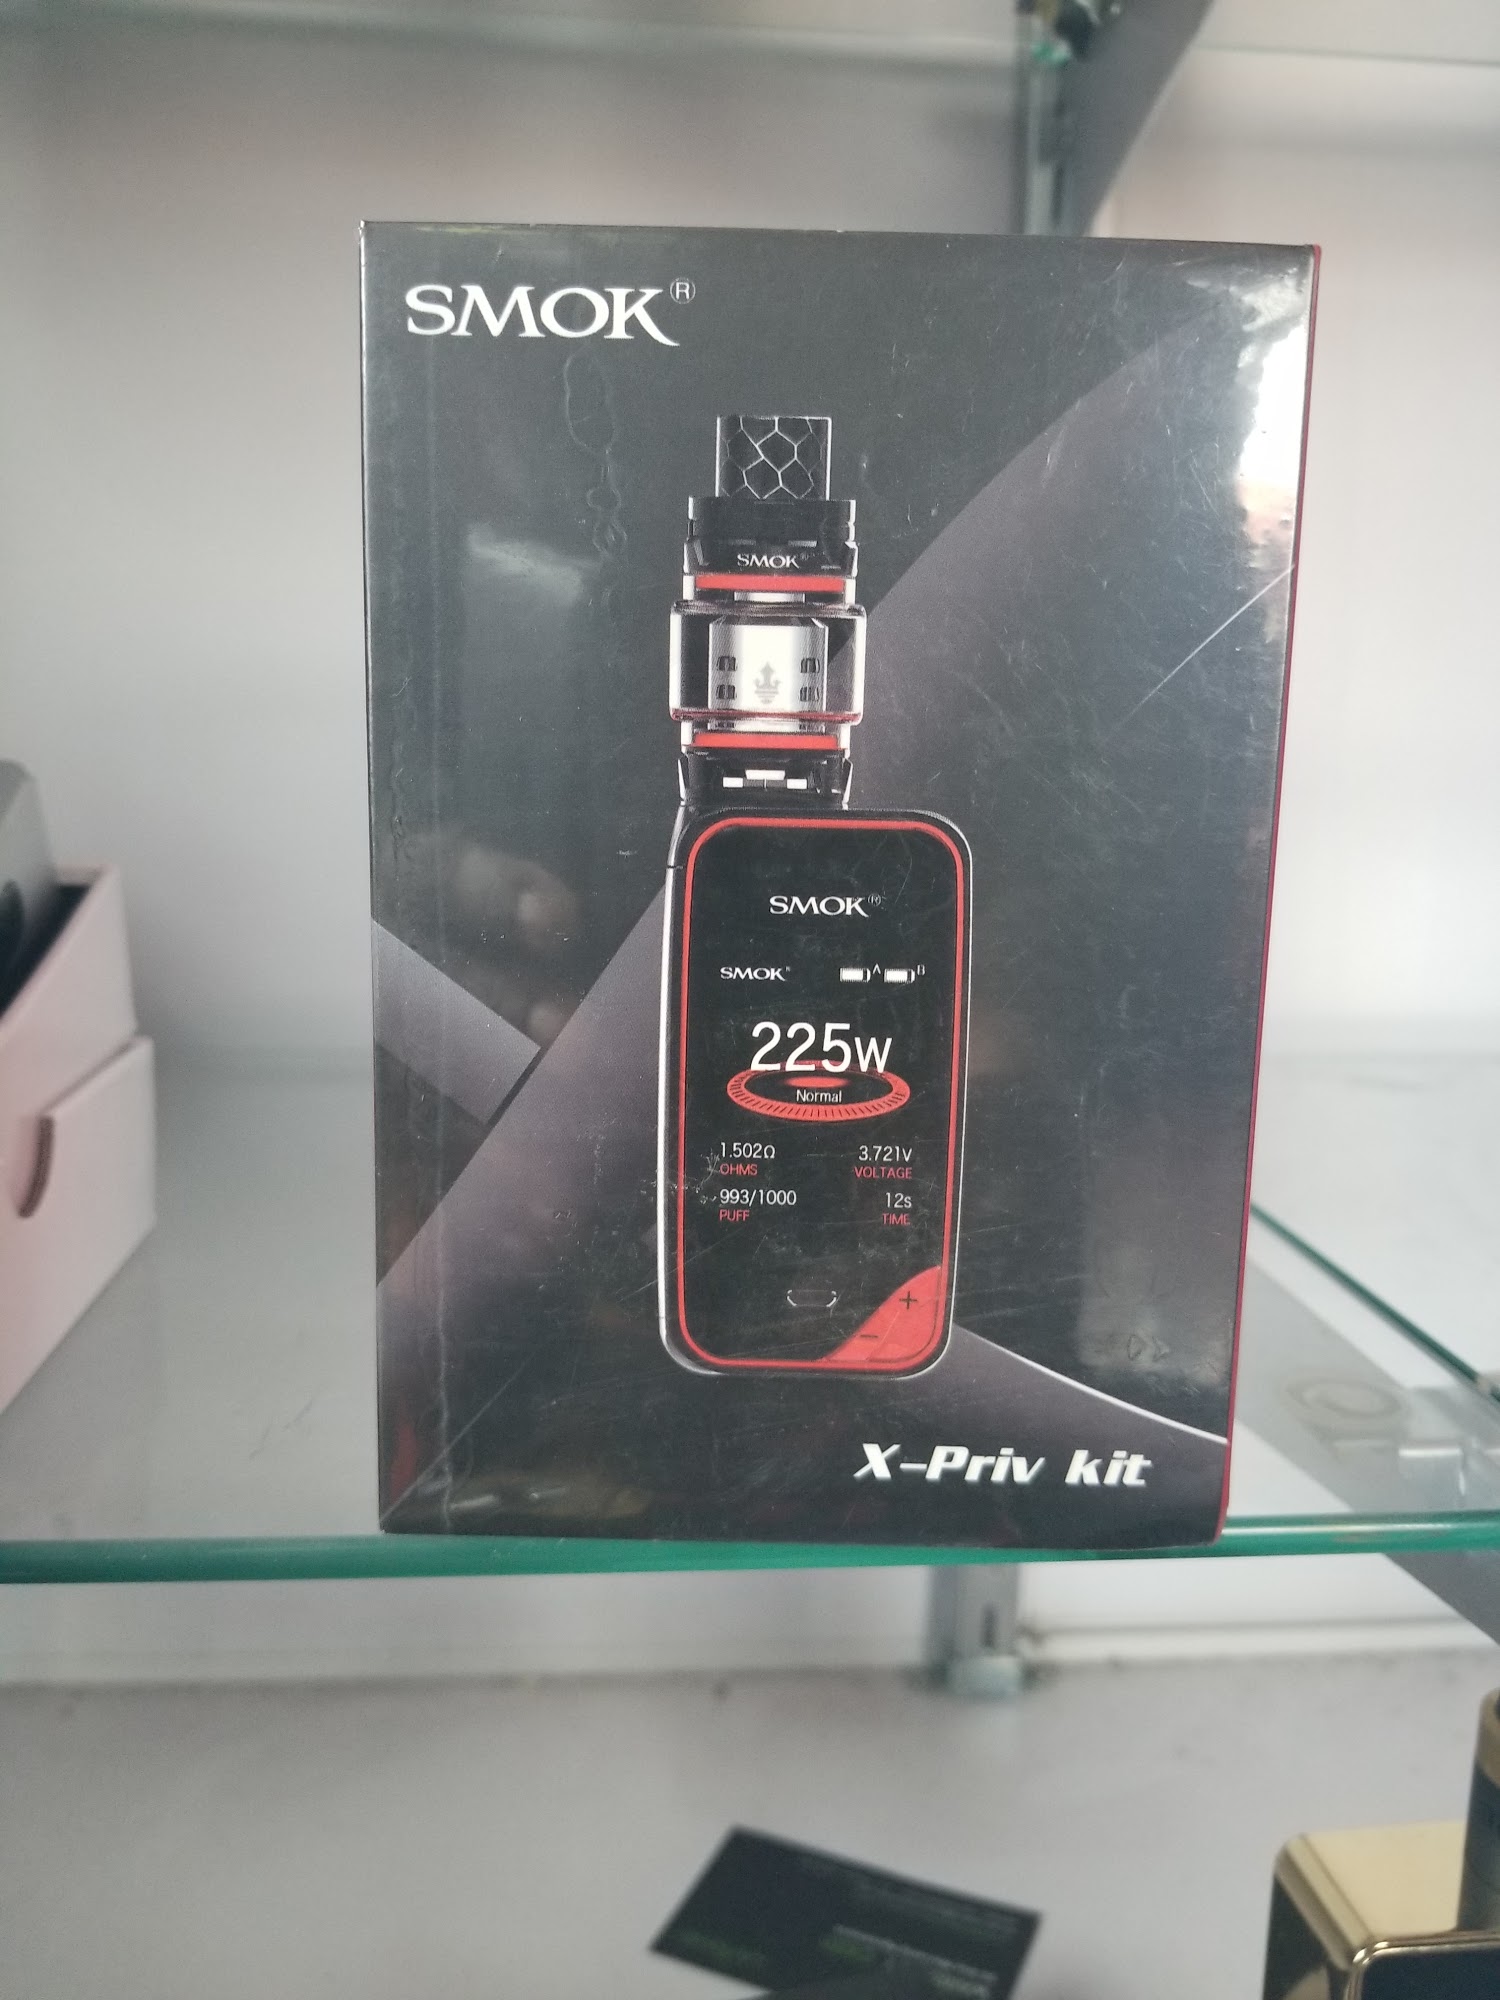 SMOK®
SMOK®
SMOK®
SMOK® A B
225W
Normal
1.502Ω 3.721V
OHMS VOLTAGE
993/1000 12s
PUFF TIME
+
−
X-Priv kit